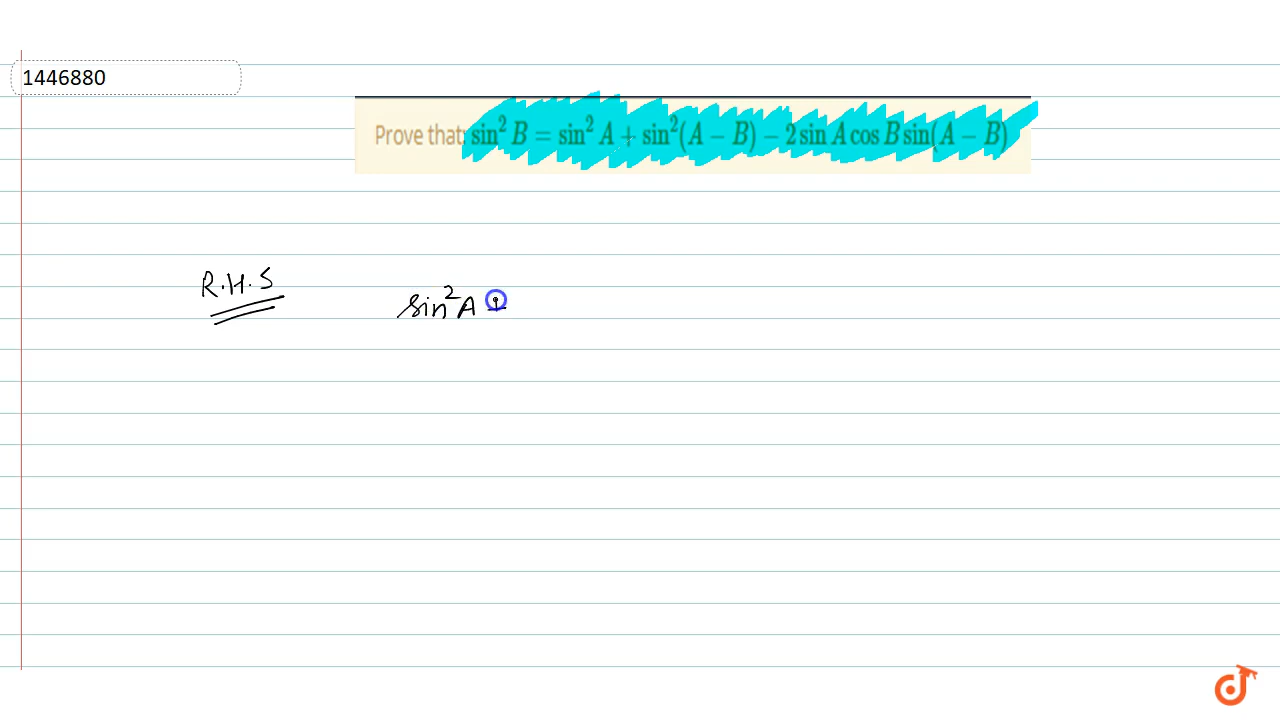 1446880
Prove that: sin² B = sin² A + sin²(A − B) − 2 sin A cos B sin(A − B)
R.H.S
sin²A +